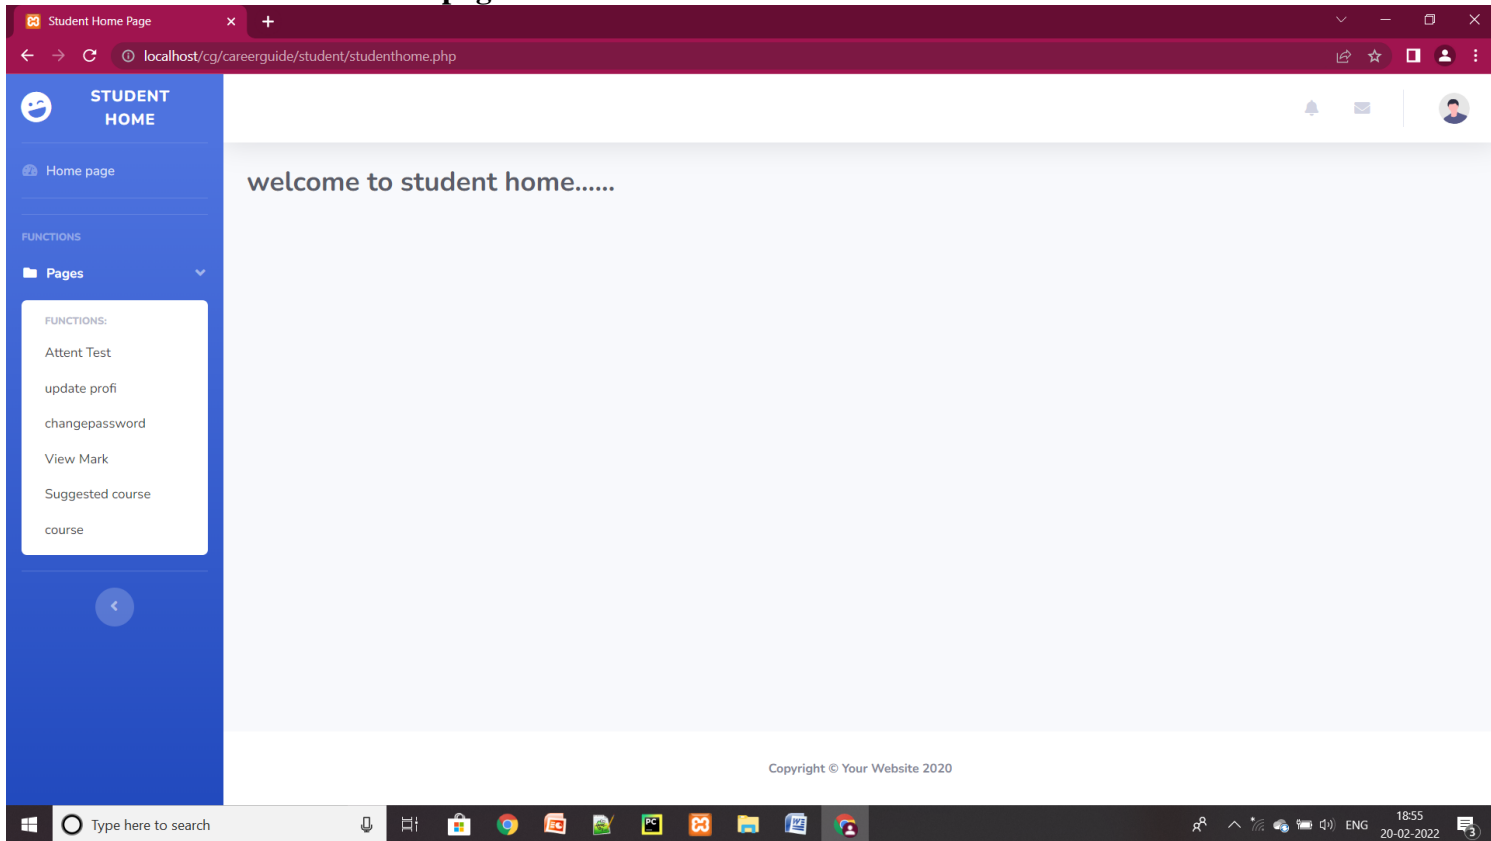 Student Home Page
localhost/cg/careerguide/student/studenthome.php
STUDENT
HOME
Home page
welcome to student home......
FUNCTIONS
Pages
FUNCTIONS:
Attent Test
update profi
changepassword
View Mark
Suggested course
course
Copyright © Your Website 2020
Type here to search
PC
ENG
18:55
20-02-2022
3